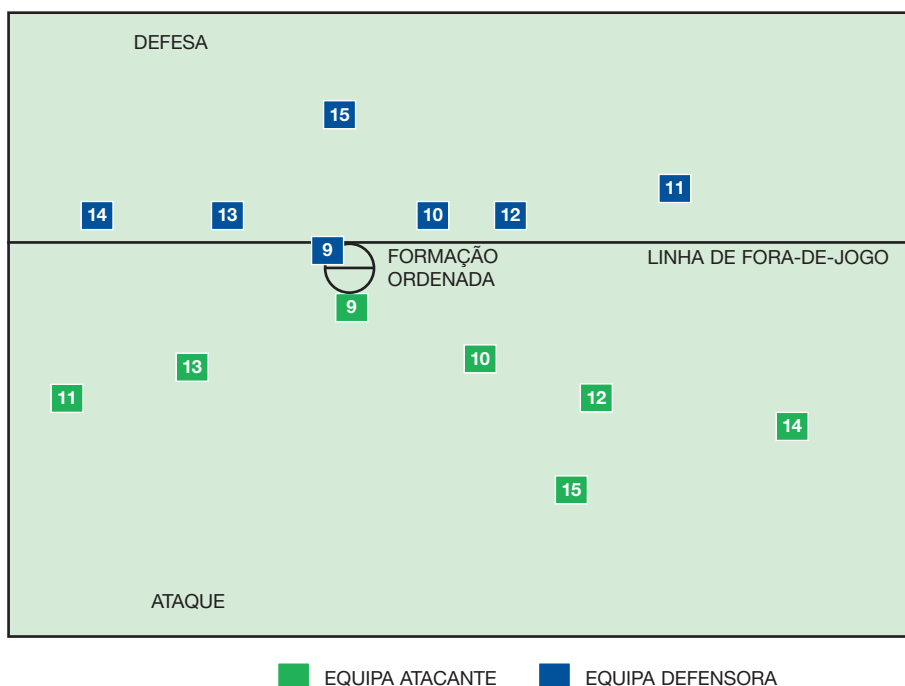 DEFESA
15
11
14
13
10
12
9
FORMAÇÃO
ORDENADA
LINHA DE FORA-DE-JOGO
9
10
13
11
12
14
15
ATAQUE
EQUIPA ATACANTE
EQUIPA DEFENSORA